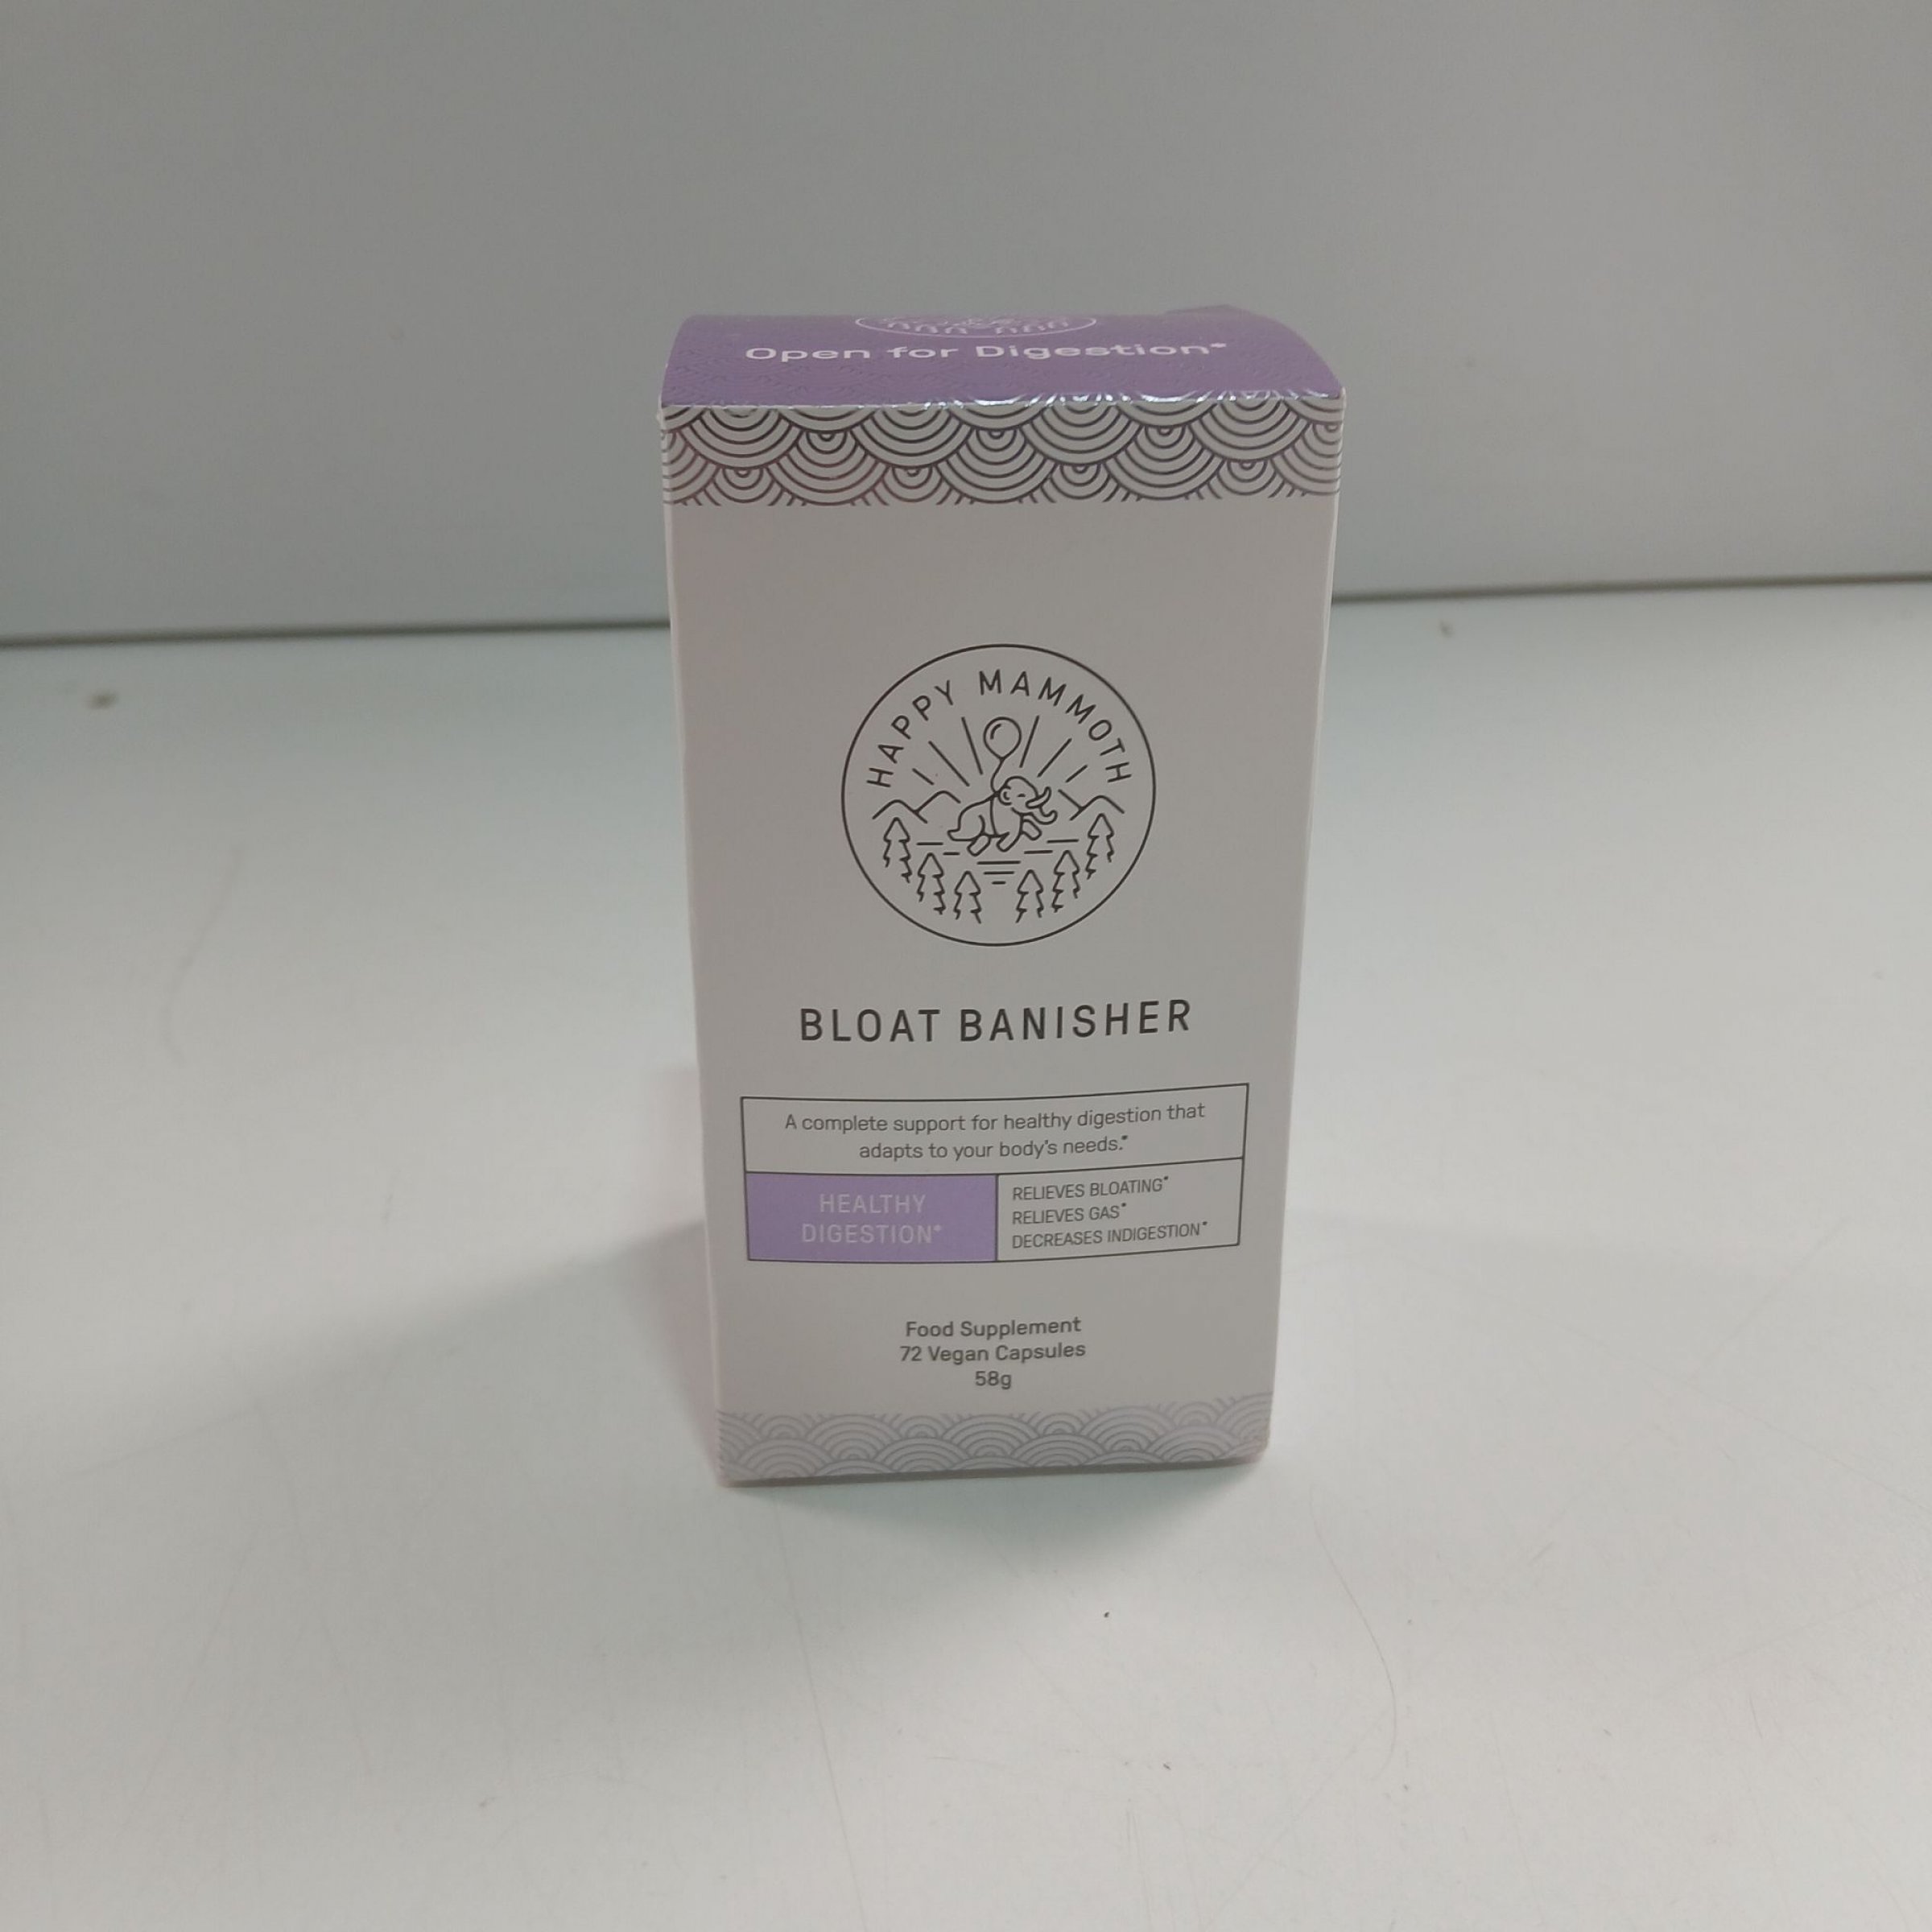 Open for Digestion*
HAPPY MAMMOTH
BLOAT BANISHER
A complete support for healthy digestion that
adapts to your body's needs.*
HEALTHY
DIGESTION*
RELIEVES BLOATING*
RELIEVES GAS*
DECREASES INDIGESTION*
Food Supplement
72 Vegan Capsules
58g